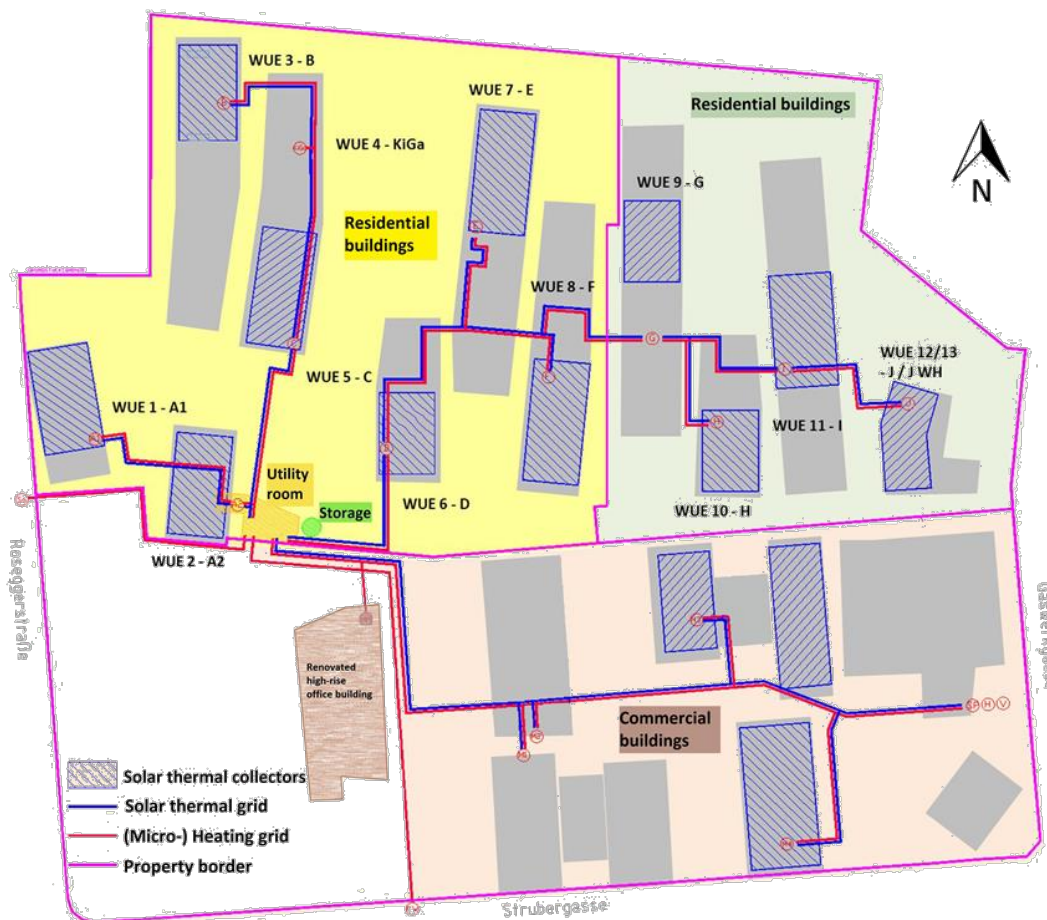 WUE 3 - B
WUE 7 - E
Residential buildings
WUE 4 - KiGa
N
WUE 9 - G
Residential
buildings
WUE 8 - F
WUE 12/13
- J / J WH
WUE 5 - C
WUE 1 - A1
WUE 11 - I
Utility
room
Storage
WUE 6 - D
WUE 10 - H
WUE 2 - A2
G
Roseggerstraße
Renovated
high-rise
office building
Commercial
buildings
SP H V
Solar thermal collectors
Solar thermal grid
(Micro-) Heating grid
Property border
Strubergasse